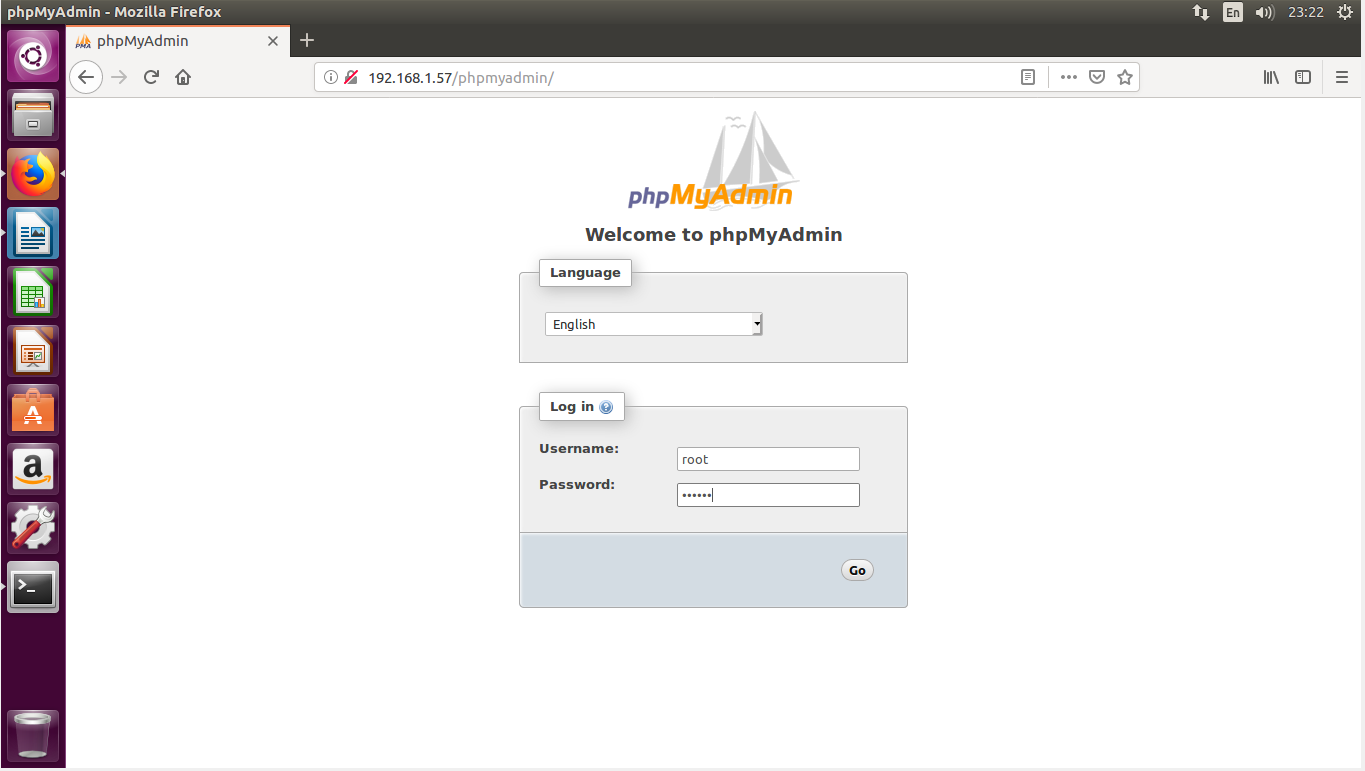 phpMyAdmin - Mozilla Firefox
En
23:22
PMA
phpMyAdmin
192.168.1.57/phpmyadmin/
phpMyAdmin
Welcome to phpMyAdmin
Language
English
Log in
Username:
root
Password:
••••••
Go